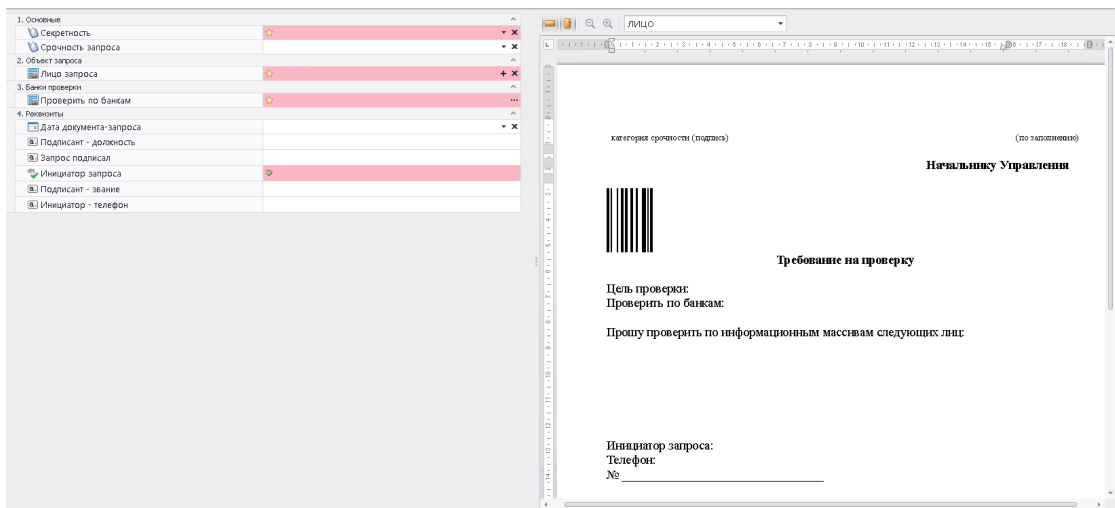 1. Основные
Секретность
Срочность запроса
2. Объект запроса
Лицо запроса
3. Банки проверки
Проверить по банкам
4. Реквизиты
Дата документа-запроса
Подписант - должность
Запрос подписал
Инициатор запроса
Подписант - звание
Инициатор - телефон
ЛИЦО
категория срочности (подпись)
(по заполнению)
Начальнику Управления
Требование на проверку
Цель проверки:
Проверить по банкам:
Прошу проверить по информационным массивам следующих лиц:
Инициатор запроса:
Телефон:
№